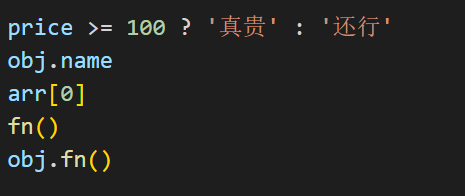 price >= 100 ? '真贵' : '还行'
obj.name
arr[0]
fn()
obj.fn()